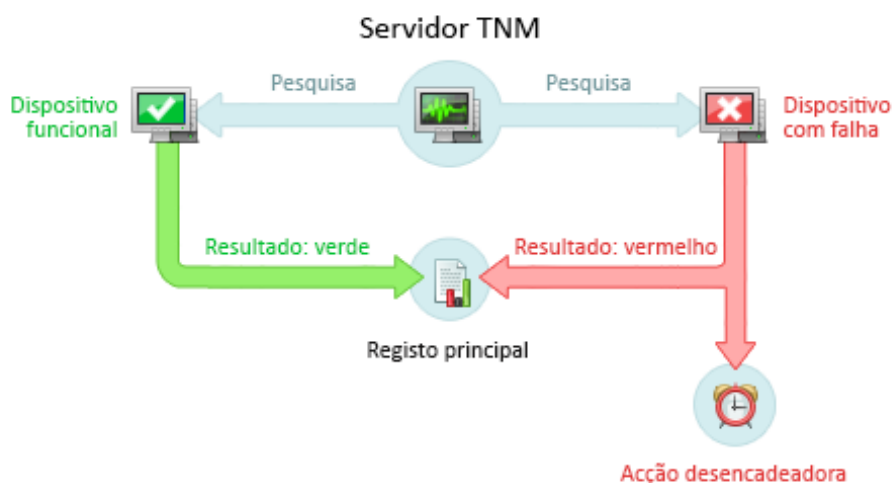 Servidor TNM
Pesquisa
Pesquisa
Dispositivo
funcional
Dispositivo
com falha
Resultado: verde
Resultado: vermelho
Registo principal
Acção desencadeadora